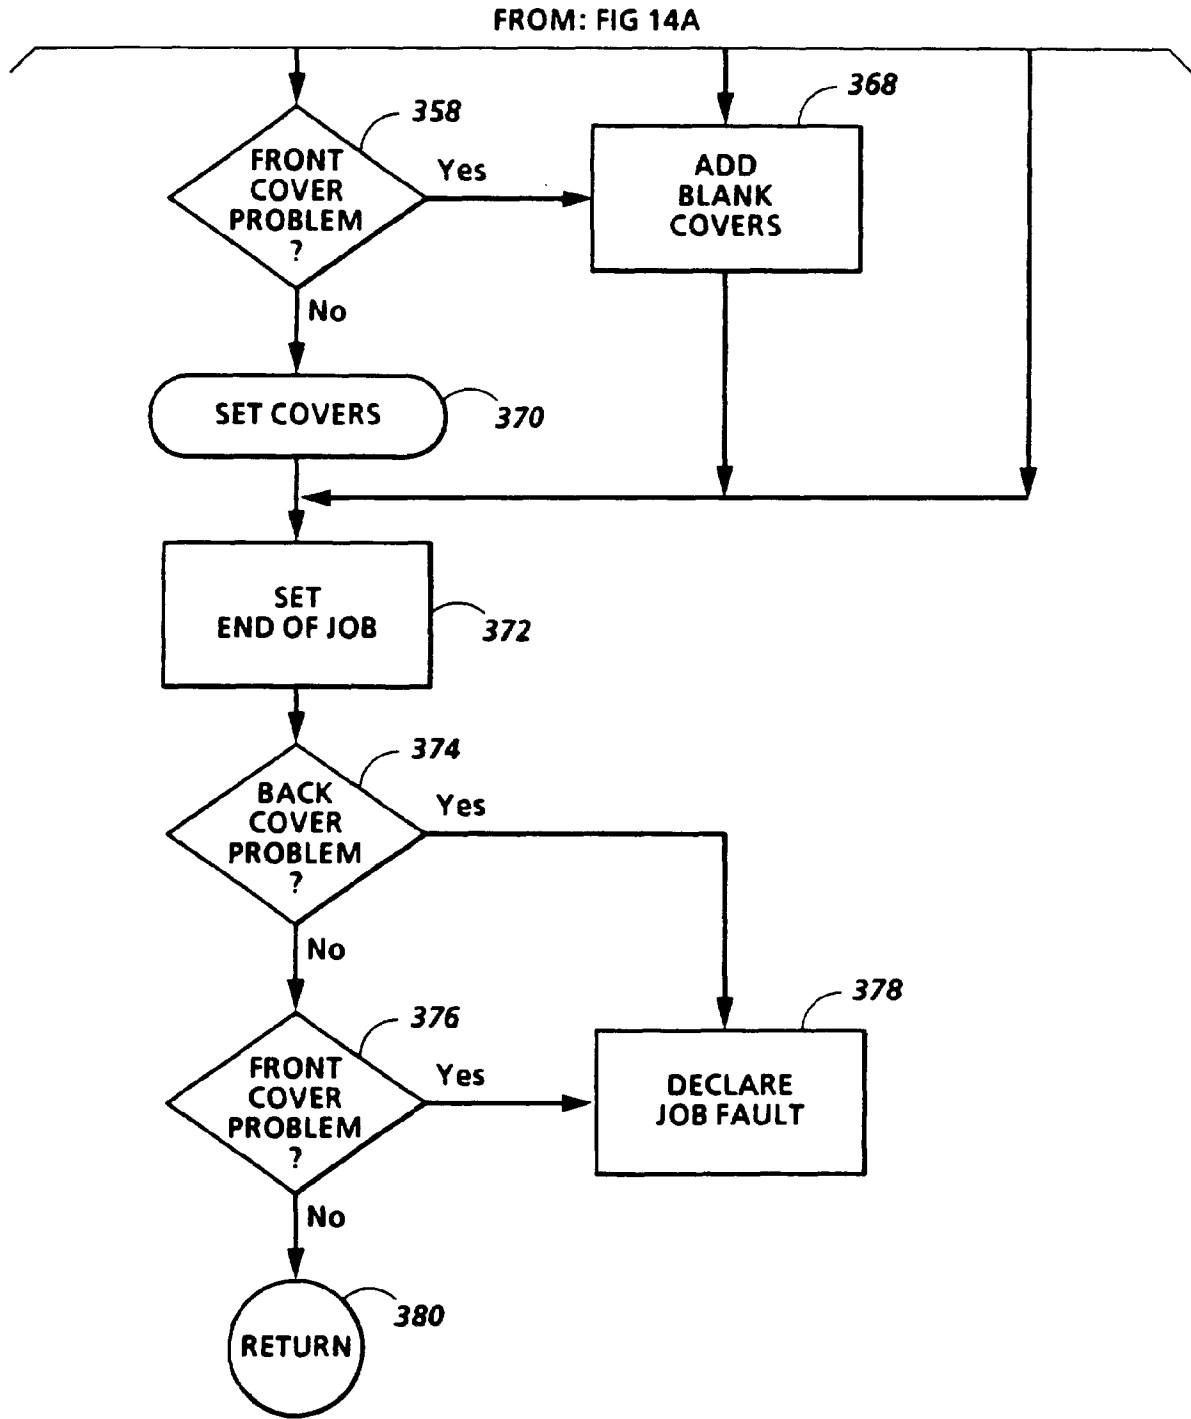 FROM: FIG 14A
358
368
FRONT
COVER
PROBLEM
?
Yes
ADD
BLANK
COVERS
No
SET COVERS
370
SET
END OF JOB
372
374
BACK
COVER
PROBLEM
?
Yes
No
376
378
FRONT
COVER
PROBLEM
?
Yes
DECLARE
JOB FAULT
No
380
RETURN